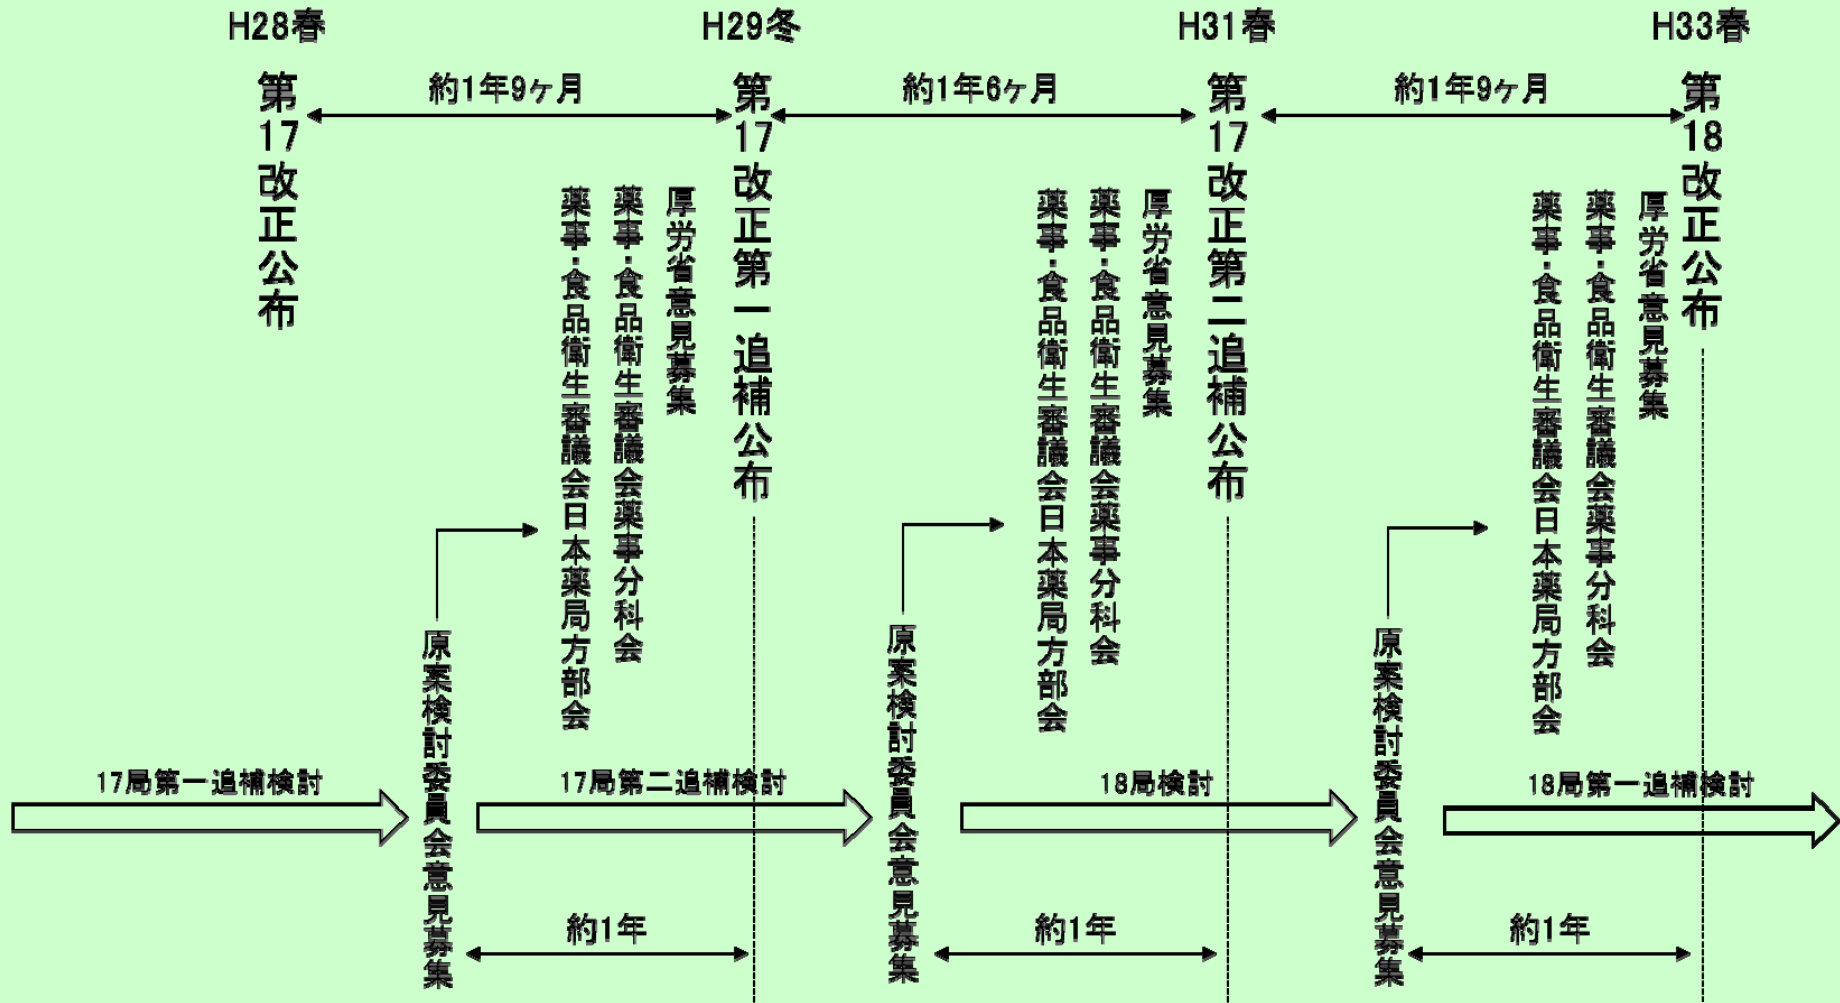 H28春
H29冬
H31春
H33春
第17改正公布
約1年9ヶ月
第17改正第一追補公布
約1年6ヶ月
第17改正第二追補公布
約1年9ヶ月
第18改正公布
薬事・食品衛生審議会日本薬局方部会
薬事・食品衛生審議会薬事分科会
厚労省意見募集
薬事・食品衛生審議会日本薬局方部会
薬事・食品衛生審議会薬事分科会
厚労省意見募集
薬事・食品衛生審議会日本薬局方部会
薬事・食品衛生審議会薬事分科会
厚労省意見募集
17局第一追補検討
原案検討委員会意見募集
17局第二追補検討
原案検討委員会意見募集
18局検討
原案検討委員会意見募集
18局第一追補検討
約1年
約1年
約1年